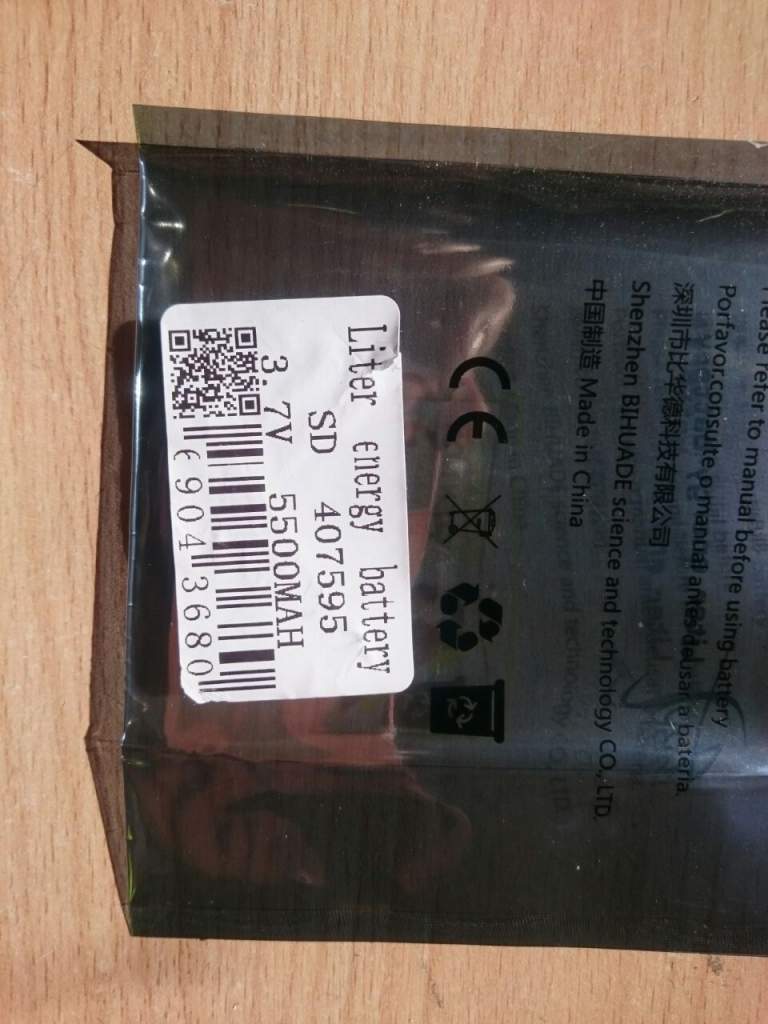 Please refer to manual before using battery
Porfavor,consulte o manual antes deusar a bateria.
深圳市比华德科技有限公司
Shenzhen BIHUADE science and technology CO., LTD.
中国制造 Made in China
CE
Liter energy battery
SD 407595
3.7V 5500MAH
69043680